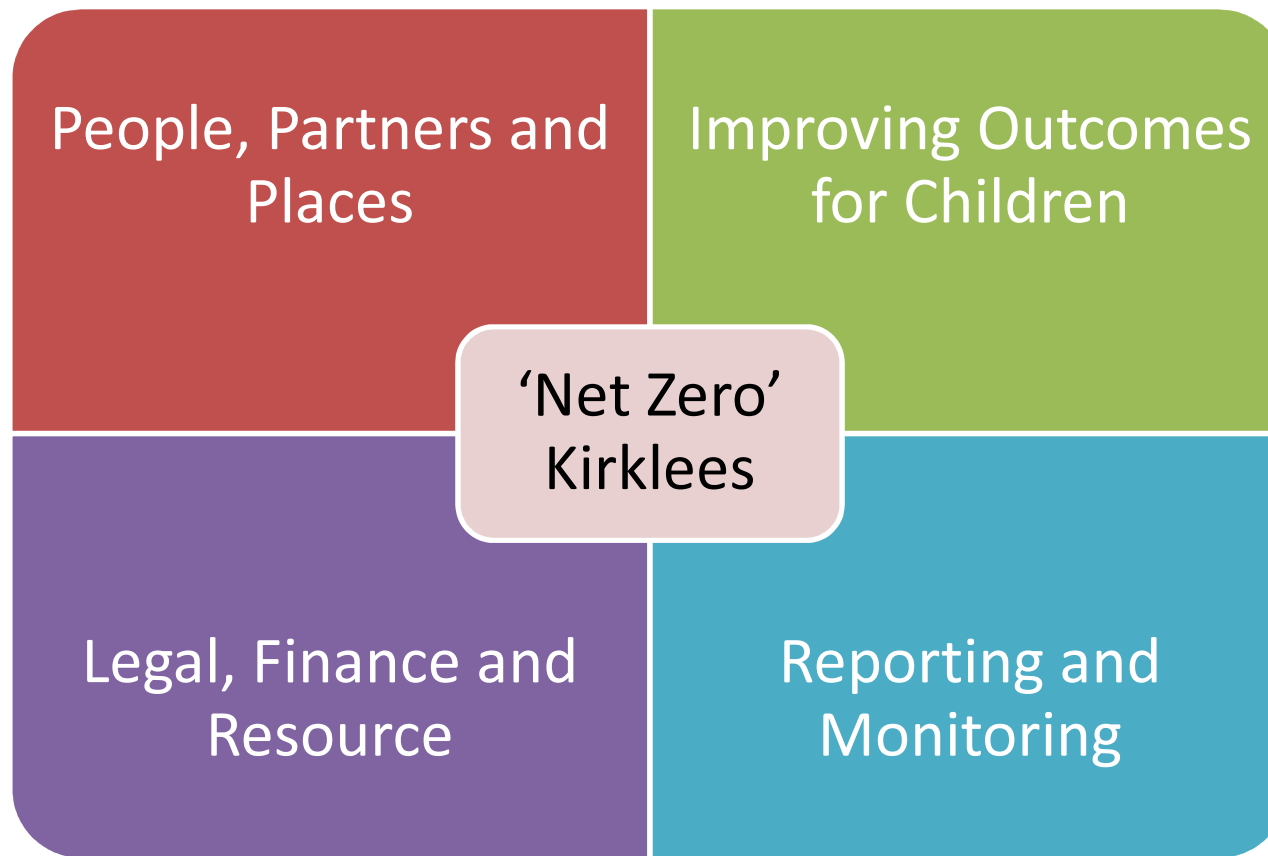 People, Partners and
Places
Improving Outcomes
for Children
‘Net Zero’
Kirklees
Legal, Finance and
Resource
Reporting and
Monitoring